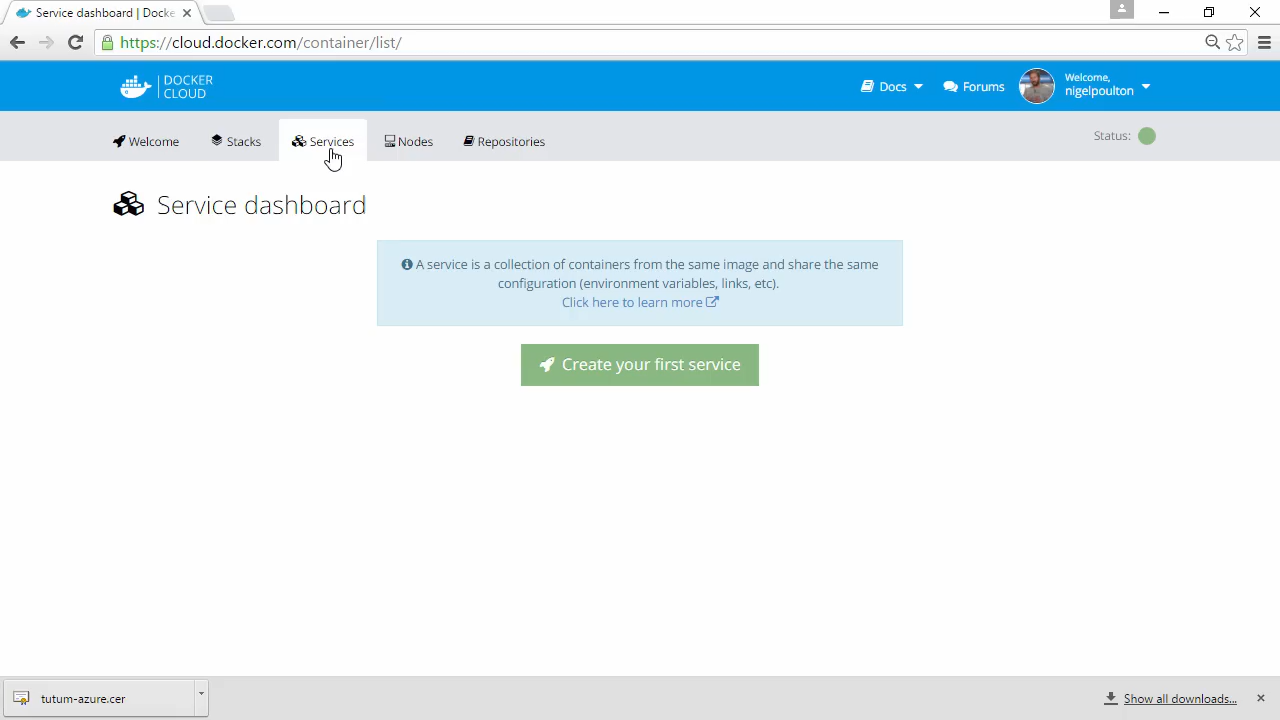 Service dashboard | Docke
https://cloud.docker.com/container/list/
DOCKER
CLOUD
Docs
Forums
Welcome,
nigelpoulton
Welcome
Stacks
Services
Nodes
Repositories
Status:
Service dashboard
A service is a collection of containers from the same image and share the same
configuration (environment variables, links, etc).
Click here to learn more
Create your first service
tutum-azure.cer
Show all downloads...